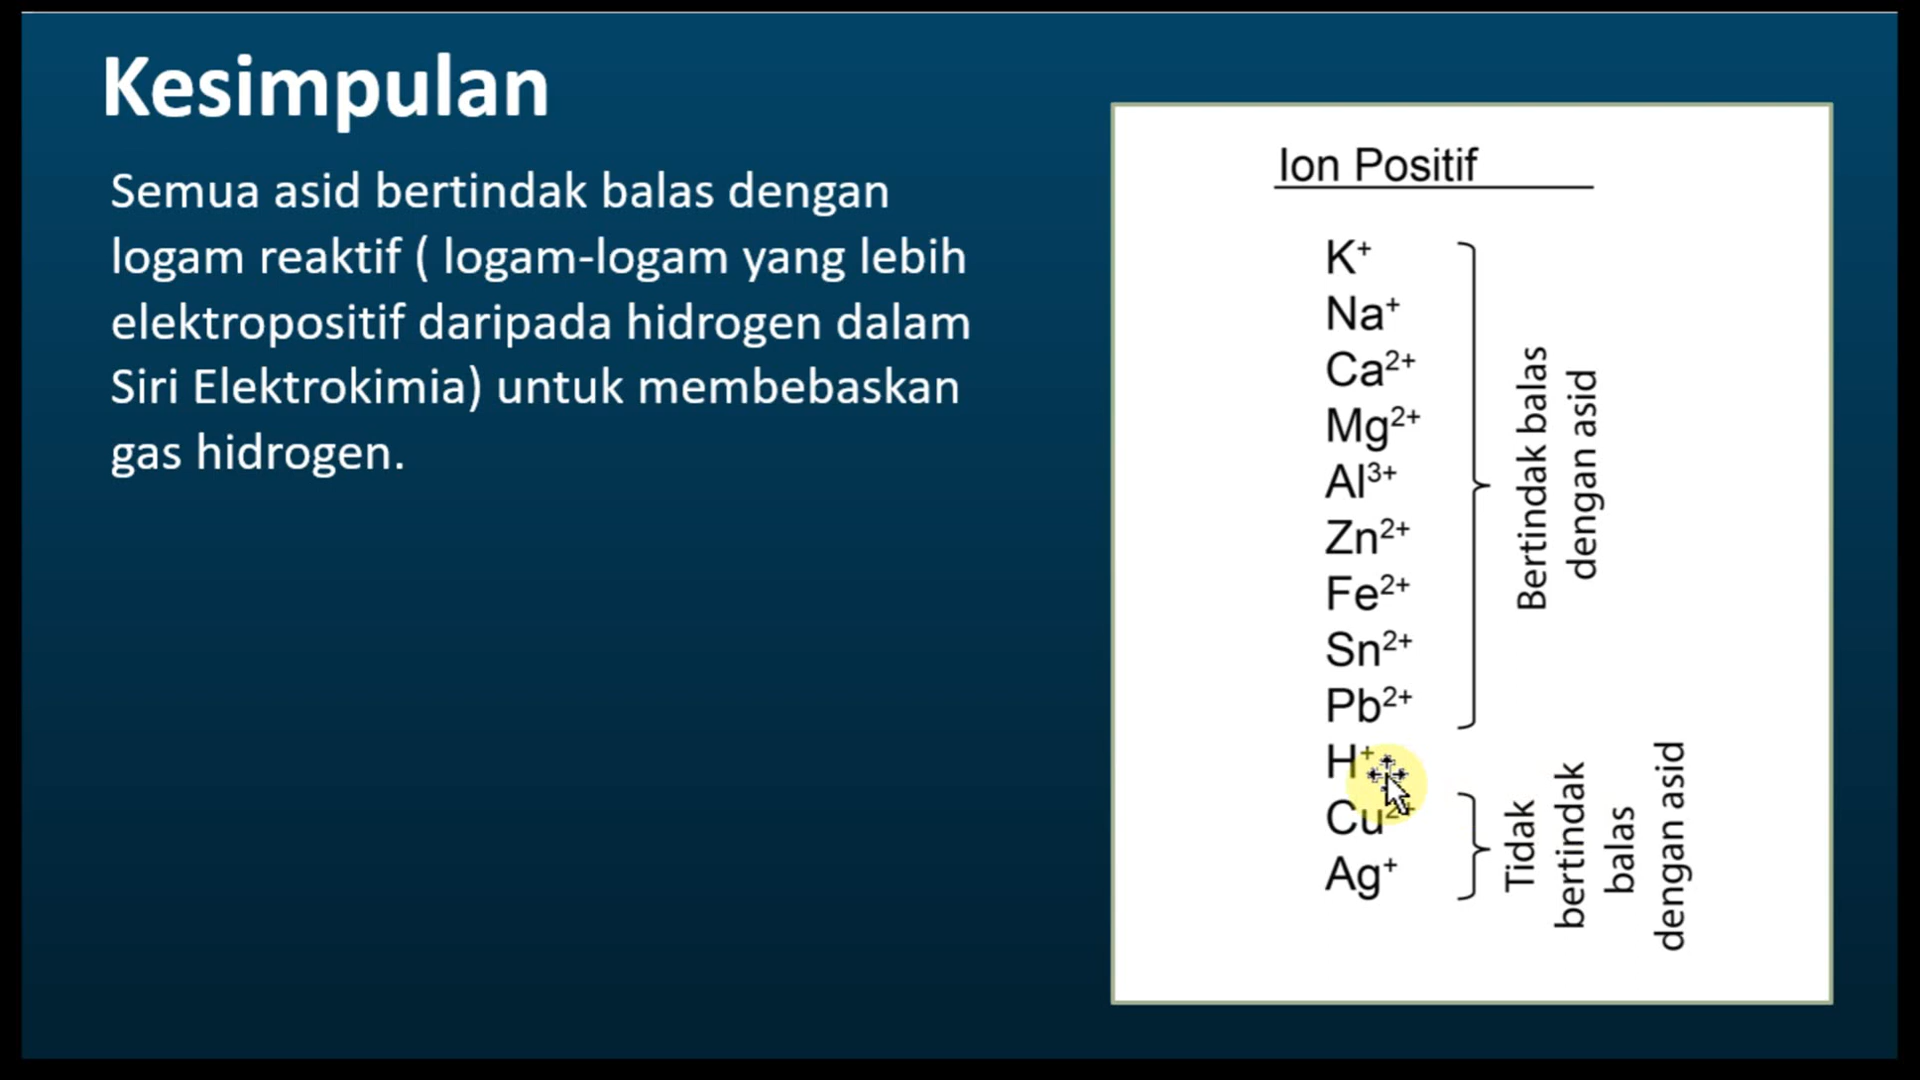 Kesimpulan
Semua asid bertindak balas dengan
logam reaktif ( logam-logam yang lebih
elektropositif daripada hidrogen dalam
Siri Elektrokimia) untuk membebaskan
gas hidrogen.
Ion Positif
K⁺
Na⁺
Ca²⁺
Mg²⁺
Al³⁺
Zn²⁺
Fe²⁺
Sn²⁺
Pb²⁺
H⁺
Cu²⁺
Ag⁺
Bertindak balas
dengan asid
Tidak
bertindak
balas
dengan asid